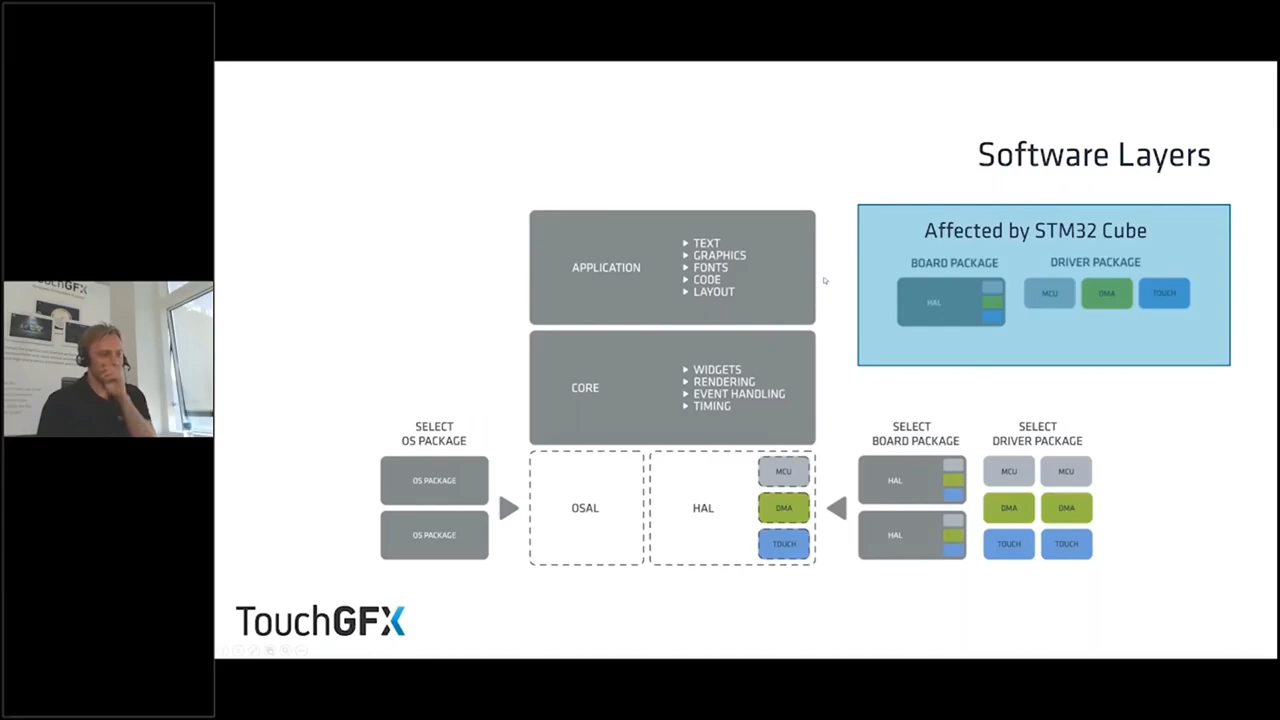 Software Layers
APPLICATION
TEXT
GRAPHICS
FONTS
CODE
LAYOUT
Affected by STM32 Cube
BOARD PACKAGE
DRIVER PACKAGE
HAL
MCU
DMA
TOUCH
CORE
WIDGETS
RENDERING
EVENT HANDLING
TIMING
SELECT
OS PACKAGE
OS PACKAGE
OS PACKAGE
OSAL
HAL
MCU
DMA
TOUCH
SELECT
BOARD PACKAGE
HAL
HAL
SELECT
DRIVER PACKAGE
MCU MCU
DMA DMA
TOUCH TOUCH
TouchGFX
TouchGFX